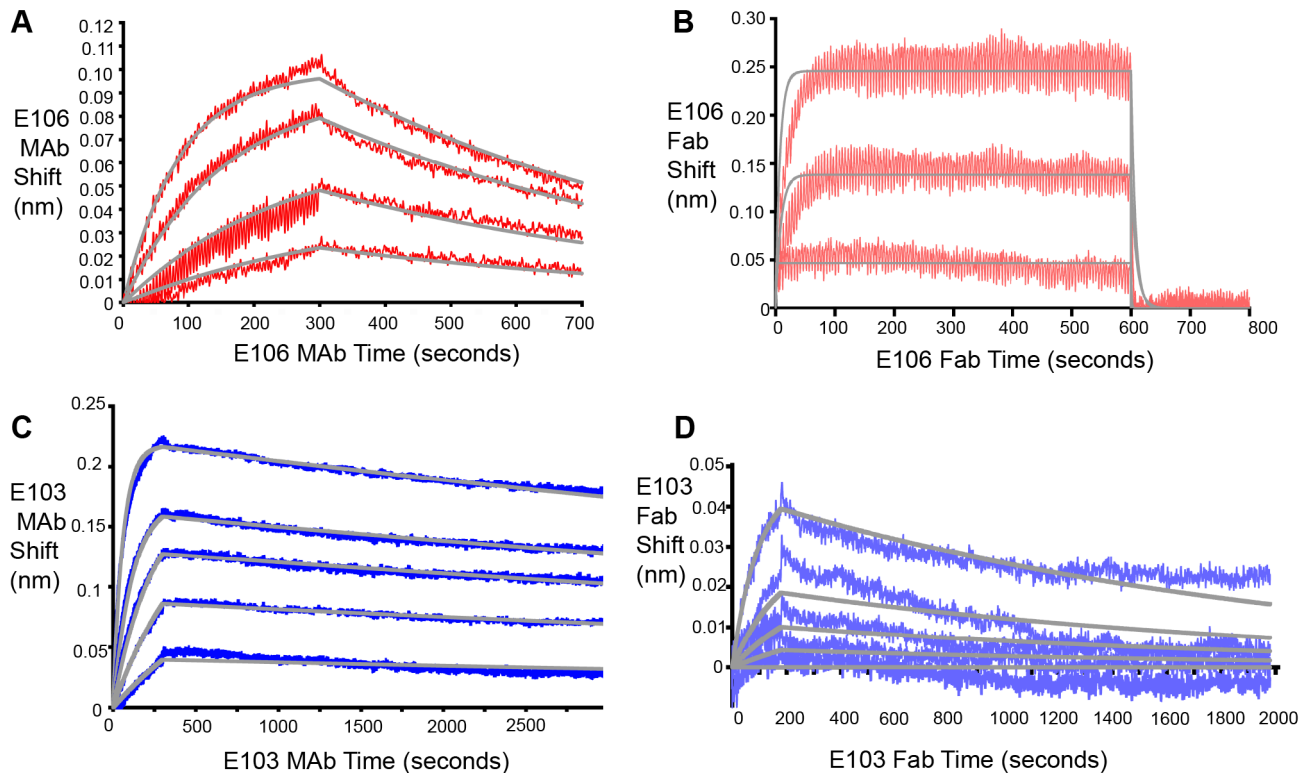 A
E106
MAb
Shift
(nm)
0.12
0.11
0.10
0.09
0.08
0.07
0.06
0.05
0.04
0.03
0.02
0.01
0
0 100 200 300 400 500 600 700
E106 MAb Time (seconds)
B
E106
Fab
Shift
(nm)
0.30
0.25
0.20
0.15
0.10
0.05
0
0 100 200 300 400 500 600 700 800
E106 Fab Time (seconds)
C
E103
MAb
Shift
(nm)
0.25
0.2
0.15
0.1
0.05
0
0 500 1000 1500 2000 2500
E103 MAb Time (seconds)
D
E103
Fab
Shift
(nm)
0.05
0.04
0.03
0.02
0.01
0
0 200 400 600 800 1000 1200 1400 1600 1800 2000
E103 Fab Time (seconds)